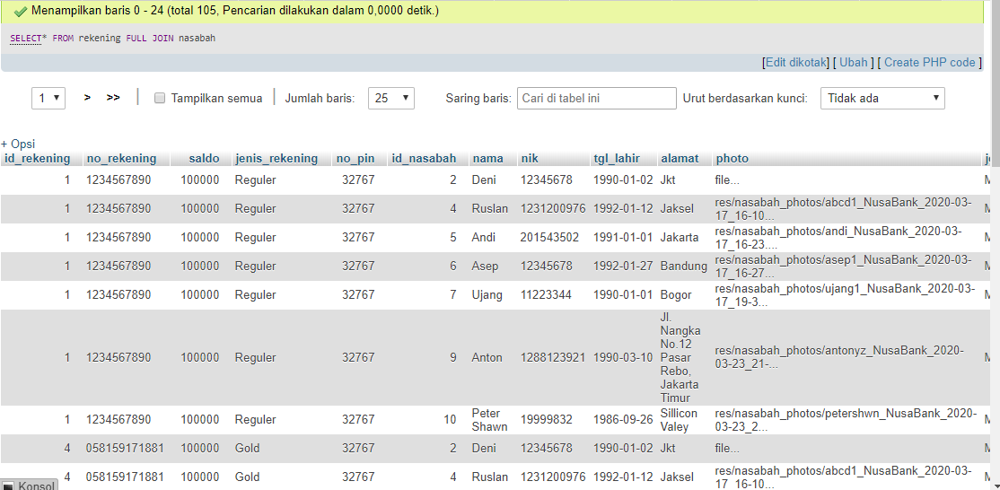 Menampilkan baris 0 - 24 (total 105, Pencarian dilakukan dalam 0,0000 detik.)
SELECT* FROM rekening FULL JOIN nasabah
[Edit dikotak] [ Ubah ] [ Create PHP code ]
1 > >> | Tampilkan semua | Jumlah baris: 25 Saring baris: Cari di tabel ini Urut berdasarkan kunci: Tidak ada
+ Opsi
id_rekening no_rekening saldo jenis_rekening no_pin id_nasabah nama nik tgl_lahir alamat photo
1 1234567890 100000 Reguler 32767 2 Deni 12345678 1990-01-02 Jkt file...
1 1234567890 100000 Reguler 32767 4 Ruslan 1231200976 1992-01-12 Jaksel res/nasabah_photos/abcd1_NusaBank_2020-03-
17_16-10...
1 1234567890 100000 Reguler 32767 5 Andi 201543502 1991-01-01 Jakarta res/nasabah_photos/andi_NusaBank_2020-03-
17_16-23....
1 1234567890 100000 Reguler 32767 6 Asep 12345678 1992-01-27 Bandung res/nasabah_photos/asep1_NusaBank_2020-03-
17_16-27...
1 1234567890 100000 Reguler 32767 7 Ujang 11223344 1990-01-01 Bogor res/nasabah_photos/ujang1_NusaBank_2020-03-
17_19-3...
1 1234567890 100000 Reguler 32767 9 Anton 1288123921 1990-03-10
Jl.
Nangka
No.12
Pasar
Rebo,
Jakarta
Timur
res/nasabah_photos/antonyz_NusaBank_2020-
03-23_21-...
1 1234567890 100000 Reguler 32767 10 Peter
Shawn
19999832 1986-09-26 Sillicon
Valey
res/nasabah_photos/petershwn_NusaBank_2020-
03-23_2...
4 058159171881 100000 Gold 32767 2 Deni 12345678 1990-01-02 Jkt file...
4 058159171881 100000 Gold 32767 4 Ruslan 1231200976 1992-01-12 Jaksel res/nasabah_photos/abcd1_NusaBank_2020-03-
17_16-10...
Konsol